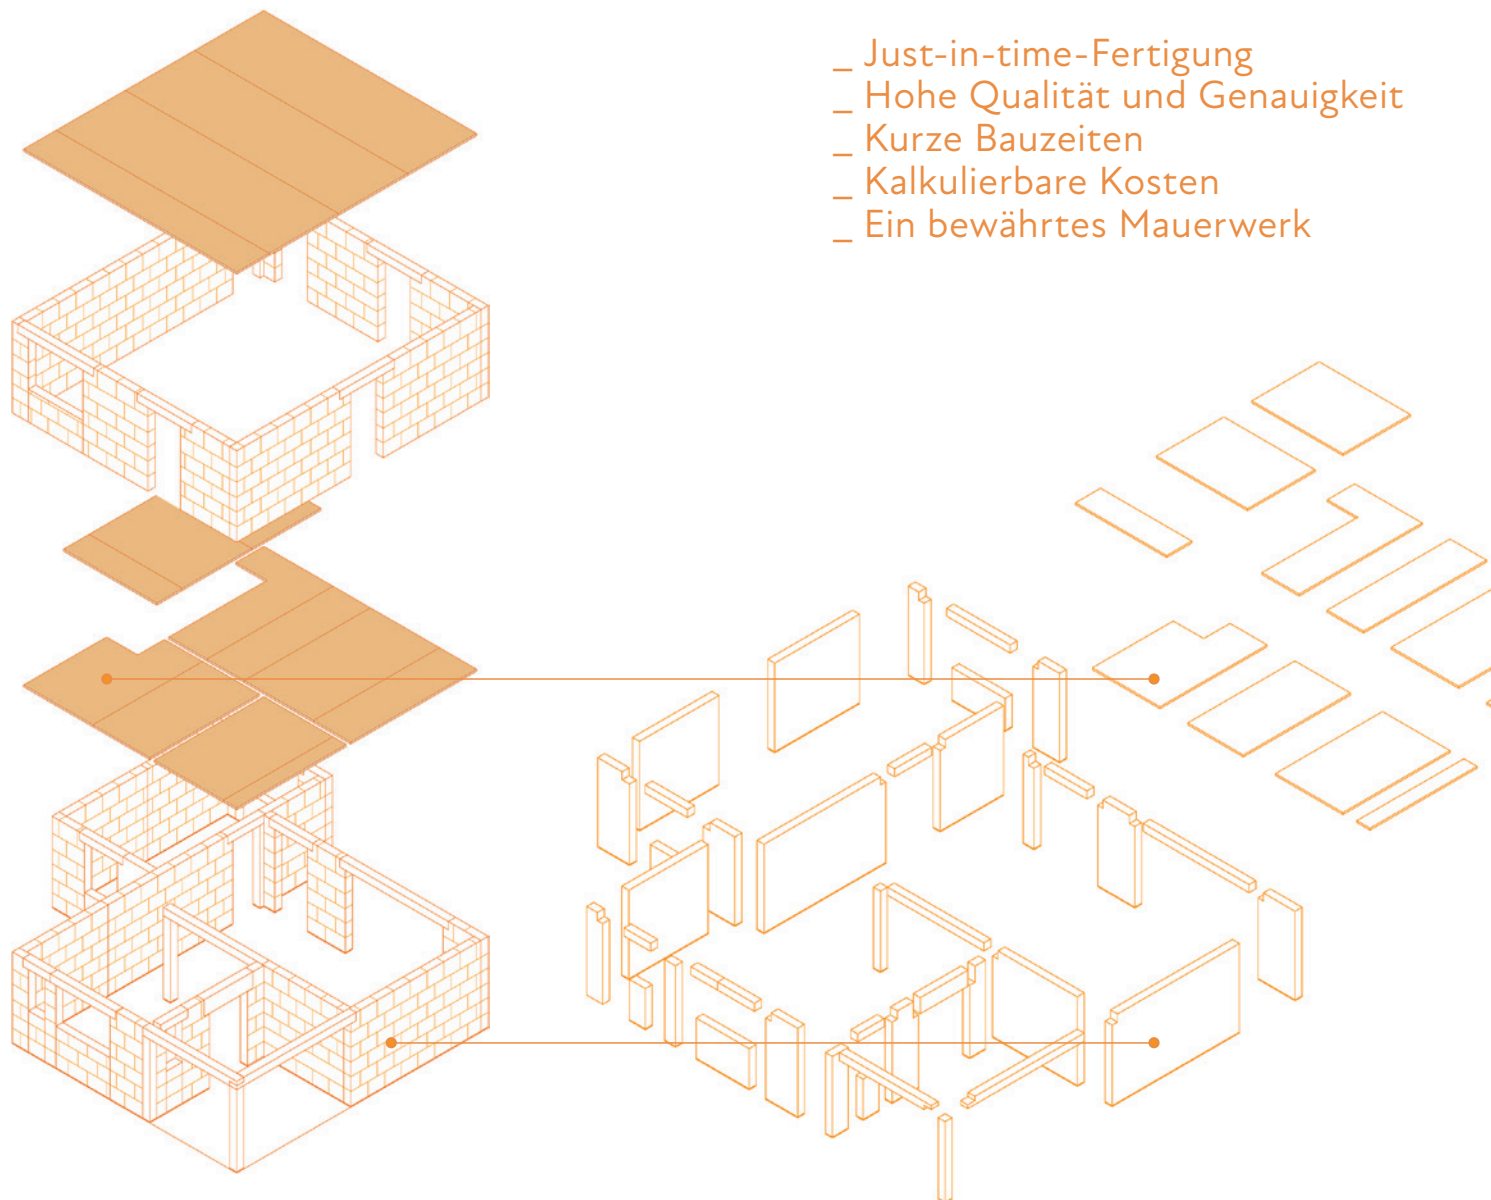 _ Just-in-time-Fertigung
_ Hohe Qualität und Genauigkeit
_ Kurze Bauzeiten
_ Kalkulierbare Kosten
_ Ein bewährtes Mauerwerk